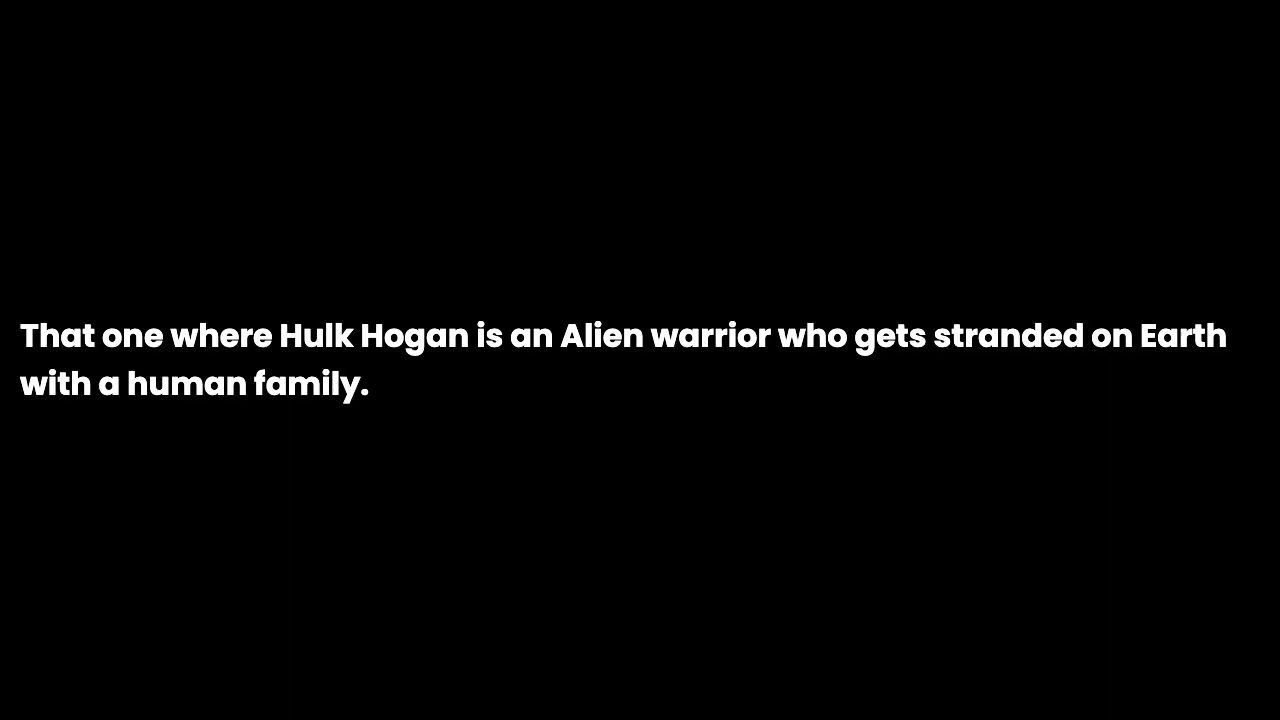 That one where Hulk Hogan is an Alien warrior who gets stranded on Earth
with a human family.